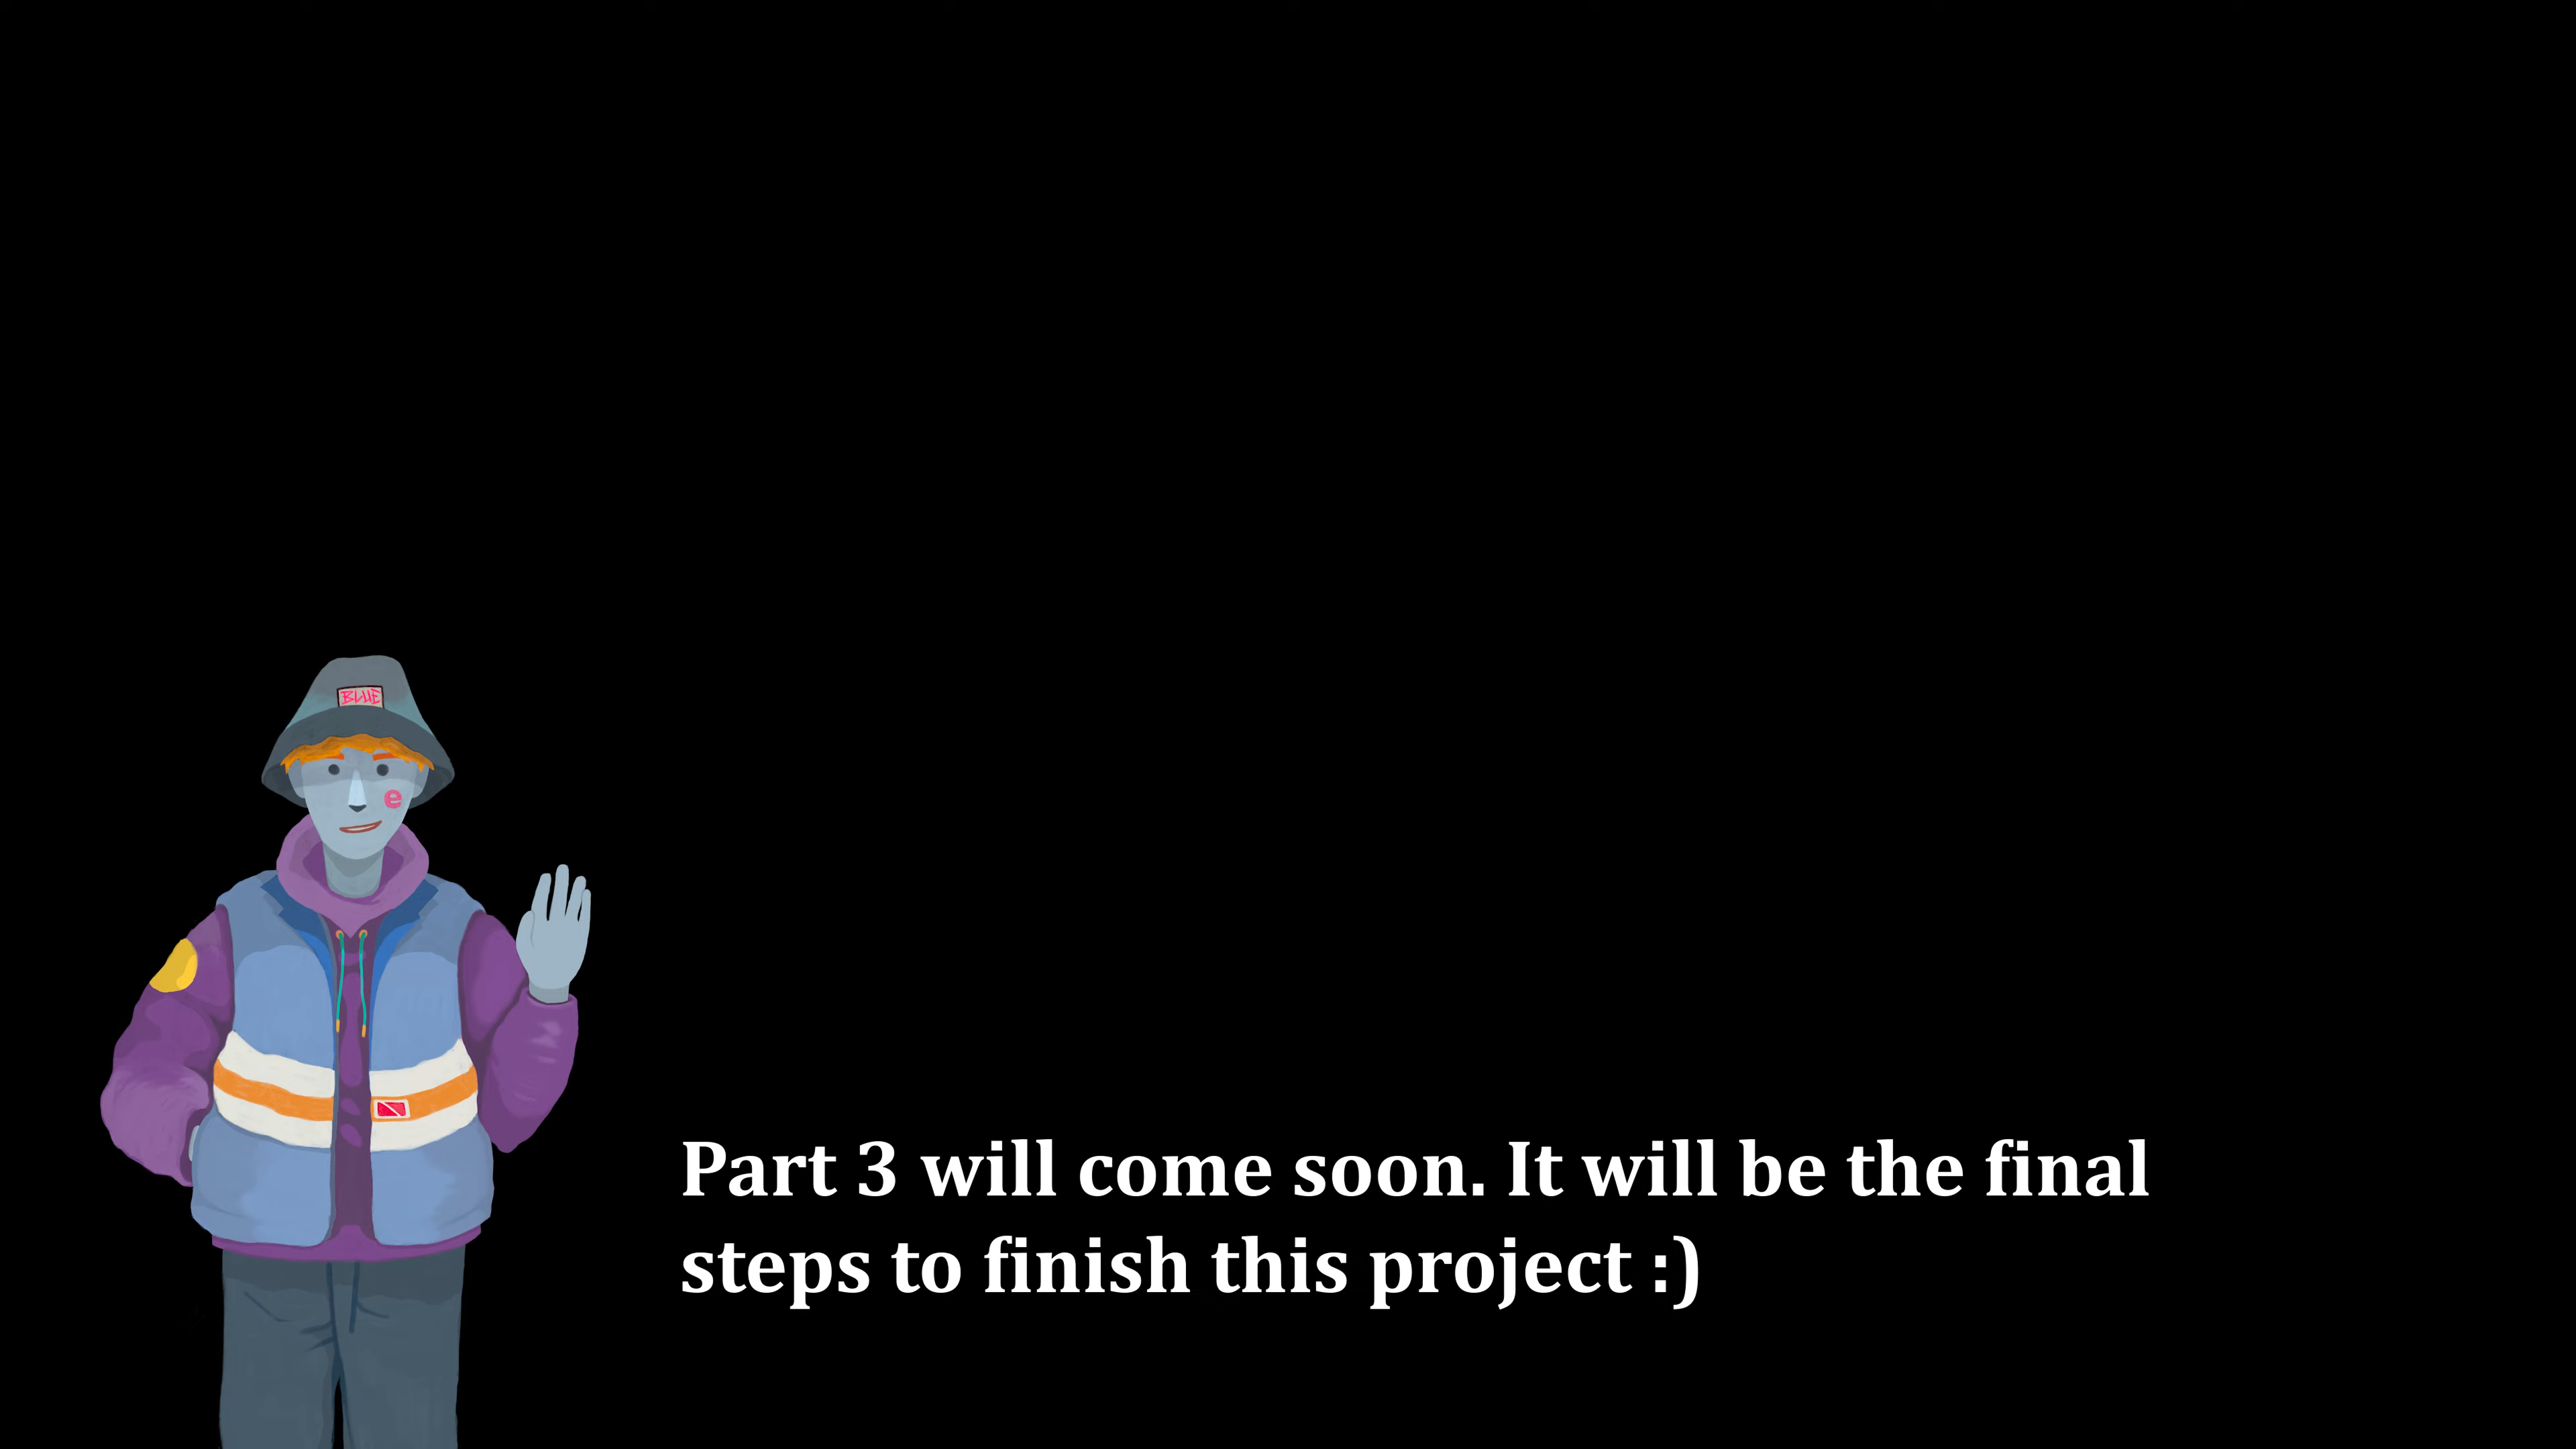 BLUE
e
Part 3 will come soon. It will be the final
steps to finish this project :)